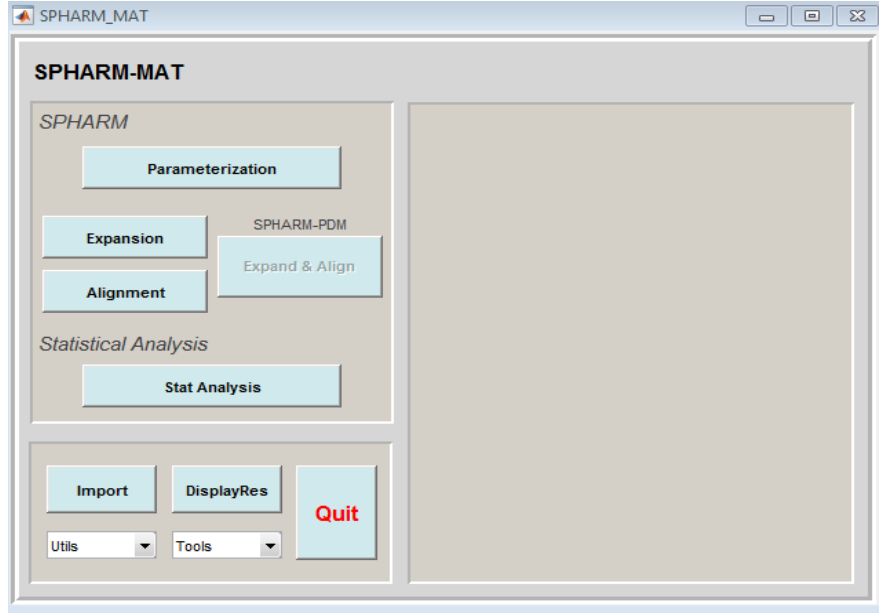 SPHARM_MAT
SPHARM-MAT
SPHARM
Parameterization
Expansion
SPHARM-PDM
Expand & Align
Alignment
Statistical Analysis
Stat Analysis
Import
DisplayRes
Quit
Utils
Tools